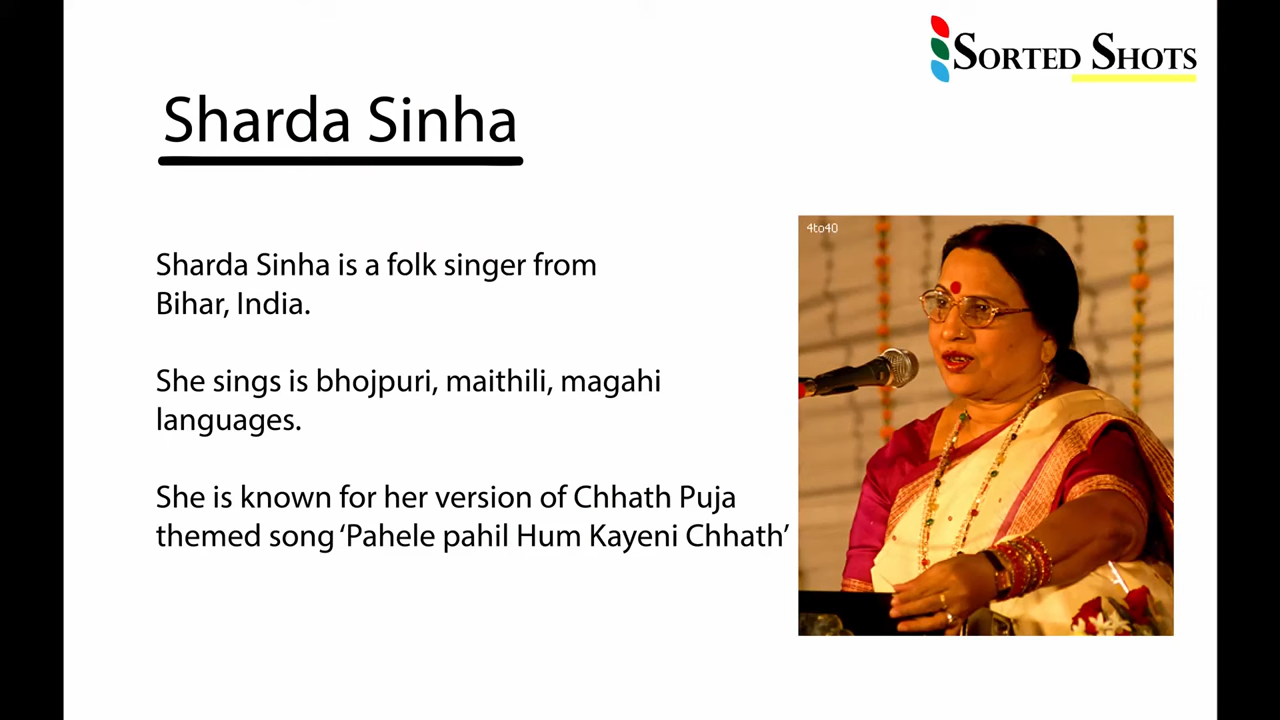 SORTED SHOTS
Sharda Sinha
4to40
Sharda Sinha is a folk singer from
Bihar, India.
She sings is bhojpuri, maithili, magahi
languages.
She is known for her version of Chhath Puja
themed song ‘Pahele pahil Hum Kayeni Chhath’